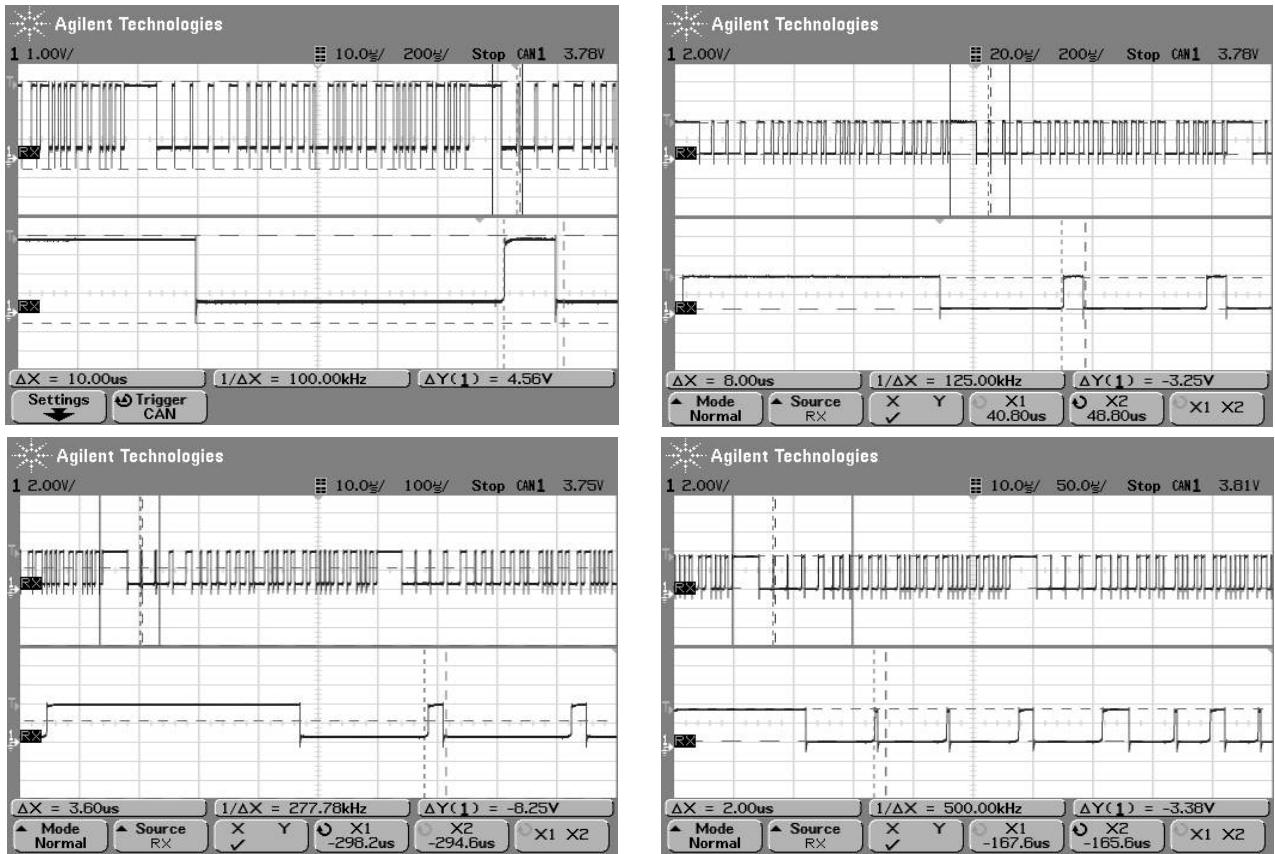 Agilent Technologies
1 1.00V/ 10.0us/ 200us/ Stop CAN1 3.78V
RX
RX
ΔX = 10.00us 1/ΔX = 100.00kHz ΔY(1) = 4.56V
Settings Trigger
CAN
Agilent Technologies
1 2.00V/ 20.0us/ 200us/ Stop CAN1 3.78V
RX
RX
ΔX = 8.00us 1/ΔX = 125.00kHz ΔY(1) = -3.25V
Mode Source X Y X1 X2 X1 X2
Normal RX ✓ 40.80us 48.80us
Agilent Technologies
1 2.00V/ 10.0us/ 100us/ Stop CAN1 3.75V
RX
RX
ΔX = 3.60us 1/ΔX = 277.78kHz ΔY(1) = -8.25V
Mode Source X Y X1 X2 X1 X2
Normal RX ✓ -298.2us -294.6us
Agilent Technologies
1 2.00V/ 10.0us/ 50.0us/ Stop CAN1 3.81V
RX
RX
ΔX = 2.00us 1/ΔX = 500.00kHz ΔY(1) = -3.38V
Mode Source X Y X1 X2 X1 X2
Normal RX ✓ -167.6us -165.6us